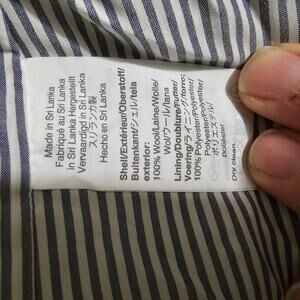 Made in Sri Lanka
Fabriqué au Sri Lanka
In Sri Lanka Hergestellt
Vervaardigd in Sri Lanka
スリランカ製
Hecho en Sri Lanka
Shell/Extérieur/Oberstoff/
Buitenkant/シェル/tela
exterior:
100% Wool/Laine/Wolle/
Wol/ウール/lana
Lining/Doublure/Futter/
Voering/ライニング/forro:
100% Polyester/Polyester/
Polyester/Polyester/
ポリエステル/
poliéster
Dry clean